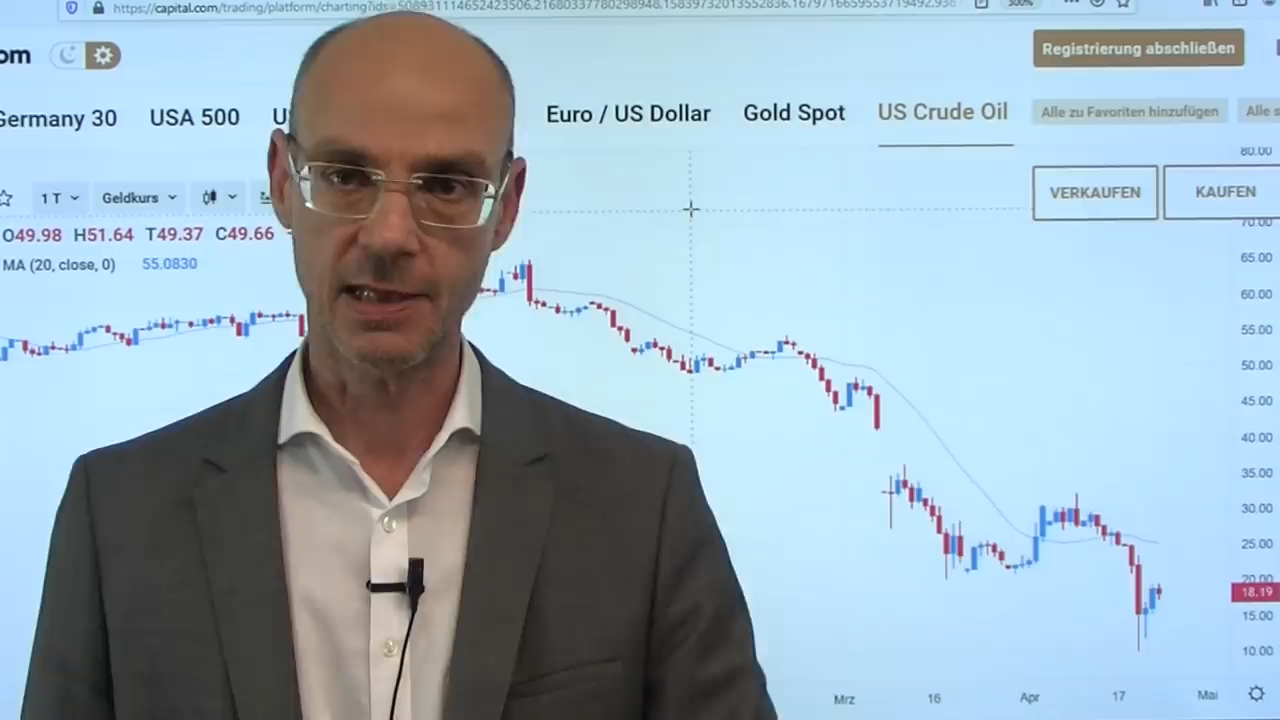 https://capital.com/trading/platform/charting?ids=
om
Registrierung abschließen
Germany 30 USA 500 Euro / US Dollar Gold Spot US Crude Oil Alle zu Favoriten hinzufügen Alle
1 T Geldkurs
VERKAUFEN KAUFEN
O49.98 H51.64 T49.37 C49.66
MA (20, close, 0) 55.0830
80.00
70.00
65.00
60.00
55.00
50.00
45.00
40.00
35.00
30.00
25.00
20.00
18.19
15.00
10.00
Mrz 16 Apr 17 Mai